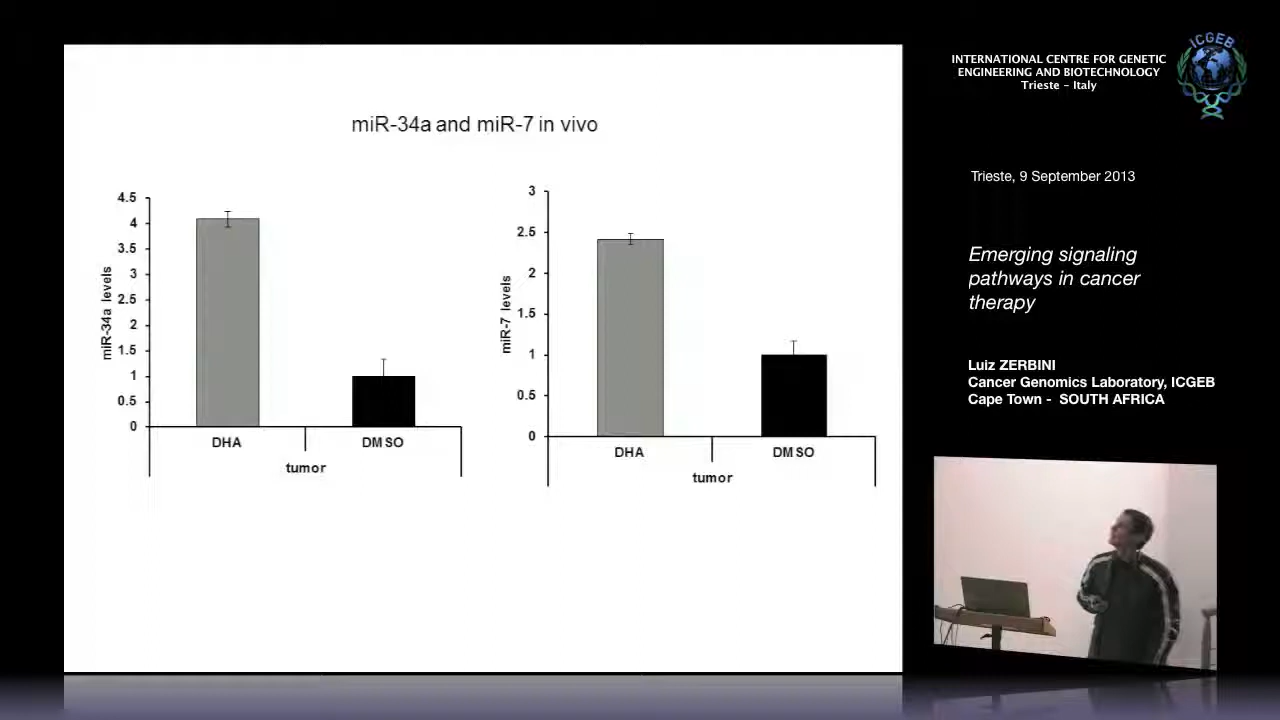 miR-34a and miR-7 in vivo
4.5
4
3.5
3
2.5
2
1.5
1
0.5
0
miR-34a levels
DHA
DMSO
tumor
3
2.5
2
1.5
1
0.5
0
miR-7 levels
DHA
DMSO
tumor
INTERNATIONAL CENTRE FOR GENETIC
ENGINEERING AND BIOTECHNOLOGY
Trieste - Italy
ICGEB
Trieste, 9 September 2013
Emerging signaling
pathways in cancer
therapy
Luiz ZERBINI
Cancer Genomics Laboratory, ICGEB
Cape Town - SOUTH AFRICA